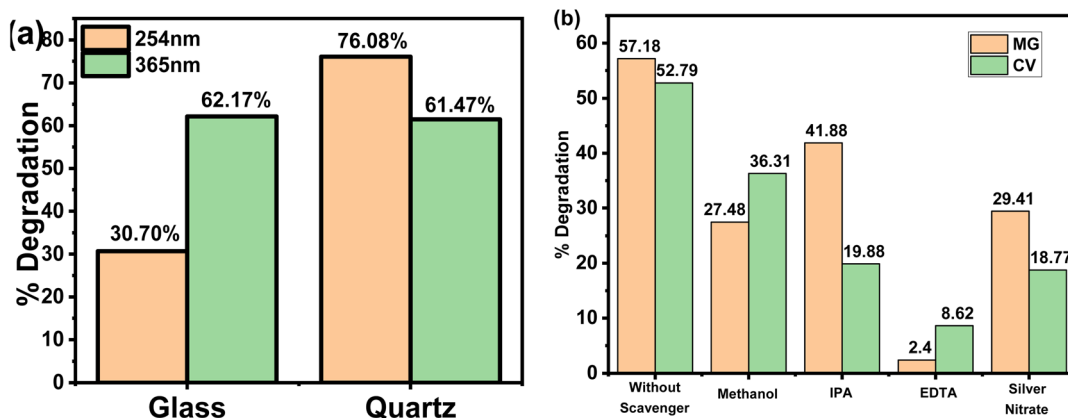 (a)
254nm
365nm
% Degradation
80
70
60
50
40
30
20
10
0
30.70%
62.17%
76.08%
61.47%
Glass
Quartz
(b)
MG
CV
% Degradation
60
50
40
30
20
10
0
57.18
52.79
27.48
36.31
41.88
19.88
2.4
8.62
29.41
18.77
Without
Scavenger
Methanol
IPA
EDTA
Silver
Nitrate